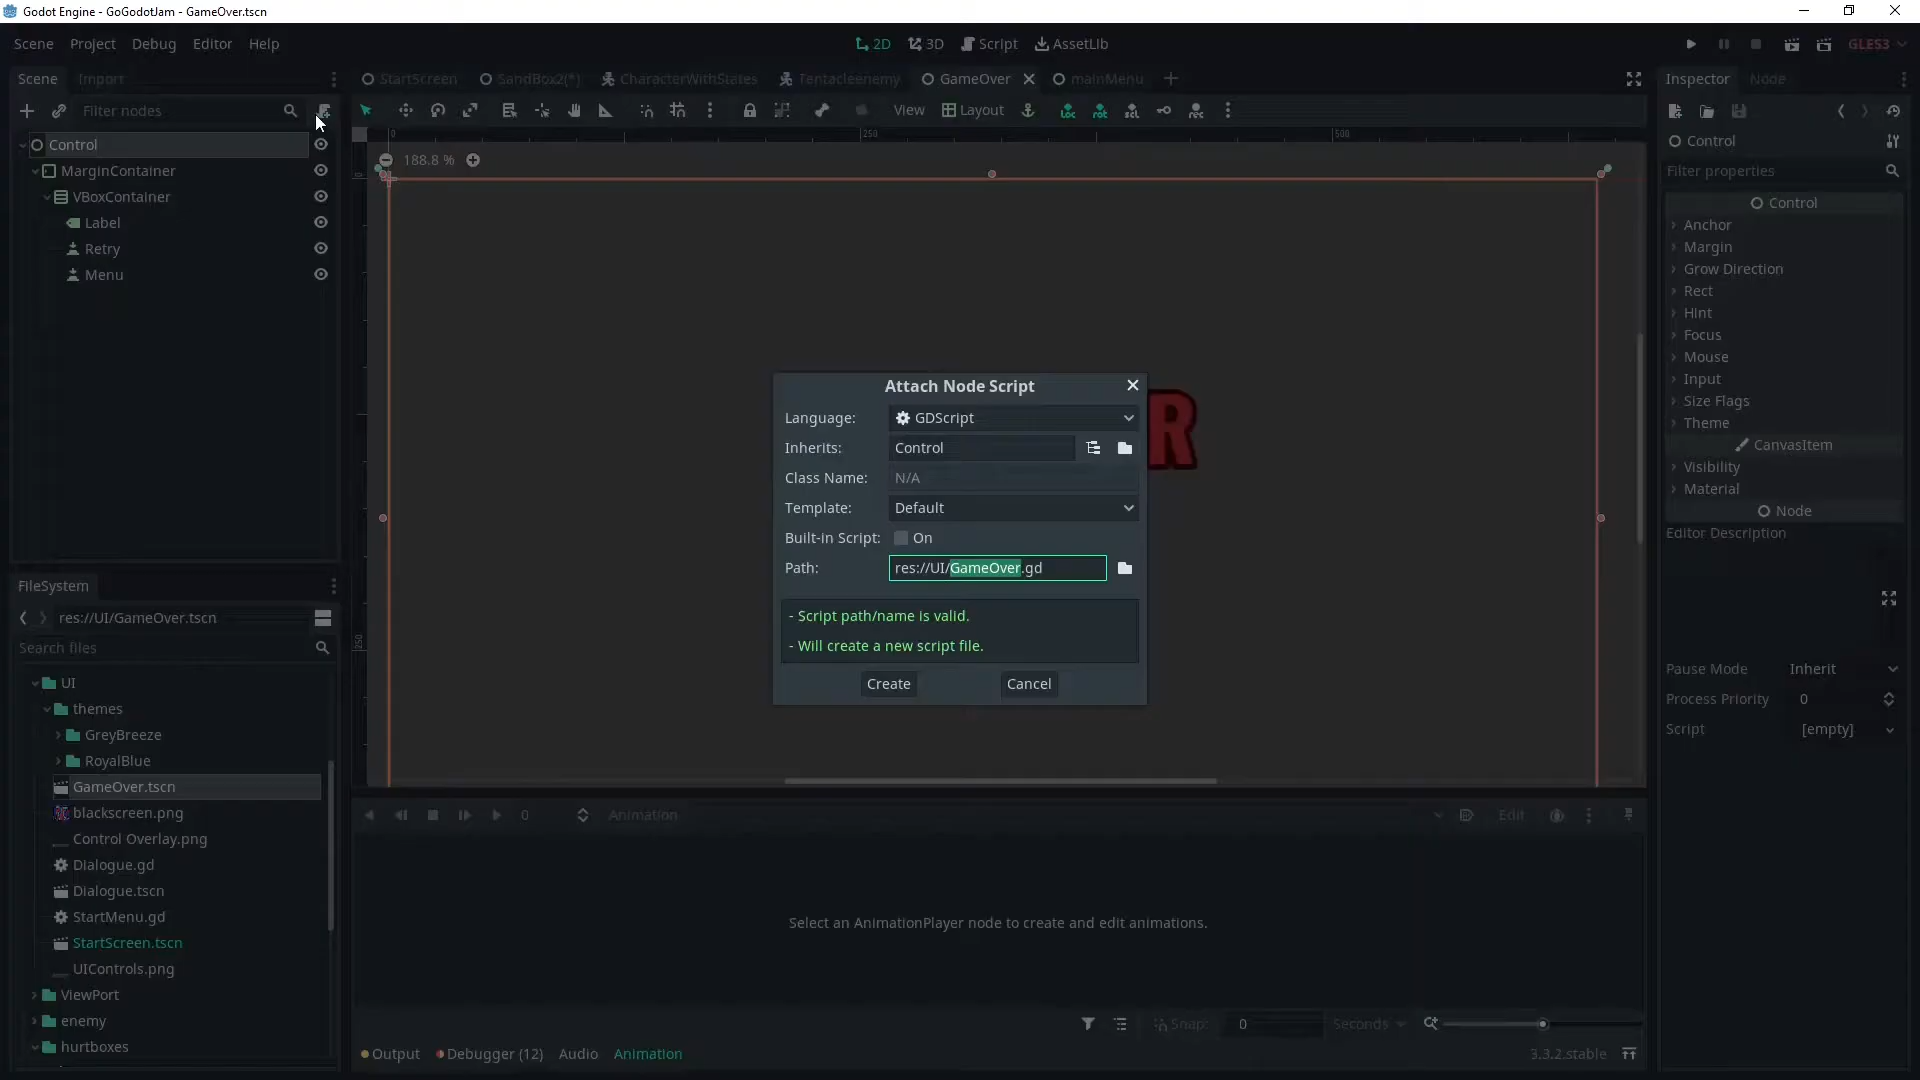 Godot Engine - GoGodotJam - GameOver.tscn
Scene Project Debug Editor Help
2D 3D Script AssetLib
GLES3
Scene Import
StartScreen SandBox2(*) CharacterWithStates Tentacleenemy GameOver mainMenu
Inspector Node
Filter nodes
View Layout
0 250 500
188.8 %
Control
MarginContainer
VBoxContainer
Label
Retry
Menu
R
Attach Node Script
Language: GDScript
Inherits: Control
Class Name: N/A
Template: Default
Built-in Script: On
Path: res://UI/GameOver.gd
- Script path/name is valid.
- Will create a new script file.
Create Cancel
Control
Filter properties
Control
Anchor
Margin
Grow Direction
Rect
Hint
Focus
Mouse
Input
Size Flags
Theme
CanvasItem
Visibility
Material
Node
Editor Description
Pause Mode Inherit
Process Priority 0
Script [empty]
FileSystem
res://UI/GameOver.tscn
Search files
UI
themes
GreyBreeze
RoyalBlue
GameOver.tscn
blackscreen.png
Control Overlay.png
Dialogue.gd
Dialogue.tscn
StartMenu.gd
StartScreen.tscn
UIControls.png
ViewPort
enemy
hurtboxes
250
0 Animation Edit
Select an AnimationPlayer node to create and edit animations.
Snap: 0 Seconds
Output Debugger (12) Audio Animation
3.3.2.stable